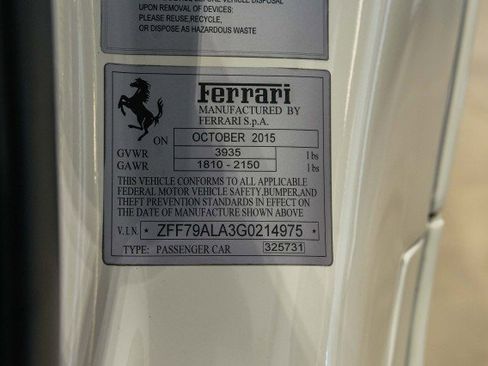 UPON REMOVAL OF DEVICES:
PLEASE REUSE,RECYCLE,
OR DISPOSE AS HAZARDOUS WASTE
Ferrari
MANUFACTURED BY
FERRARI S.p.A.
ON OCTOBER 2015
GVWR 3935 lbs
GAWR 1810 - 2150 lbs
THIS VEHICLE CONFORMS TO ALL APPLICABLE
FEDERAL MOTOR VEHICLE SAFETY,BUMPER,AND
THEFT PREVENTION STANDARDS IN EFFECT ON
THE DATE OF MANUFACTURE SHOWN ABOVE
V.I.N. * ZFF79ALA3G0214975 *
TYPE: PASSENGER CAR 325731